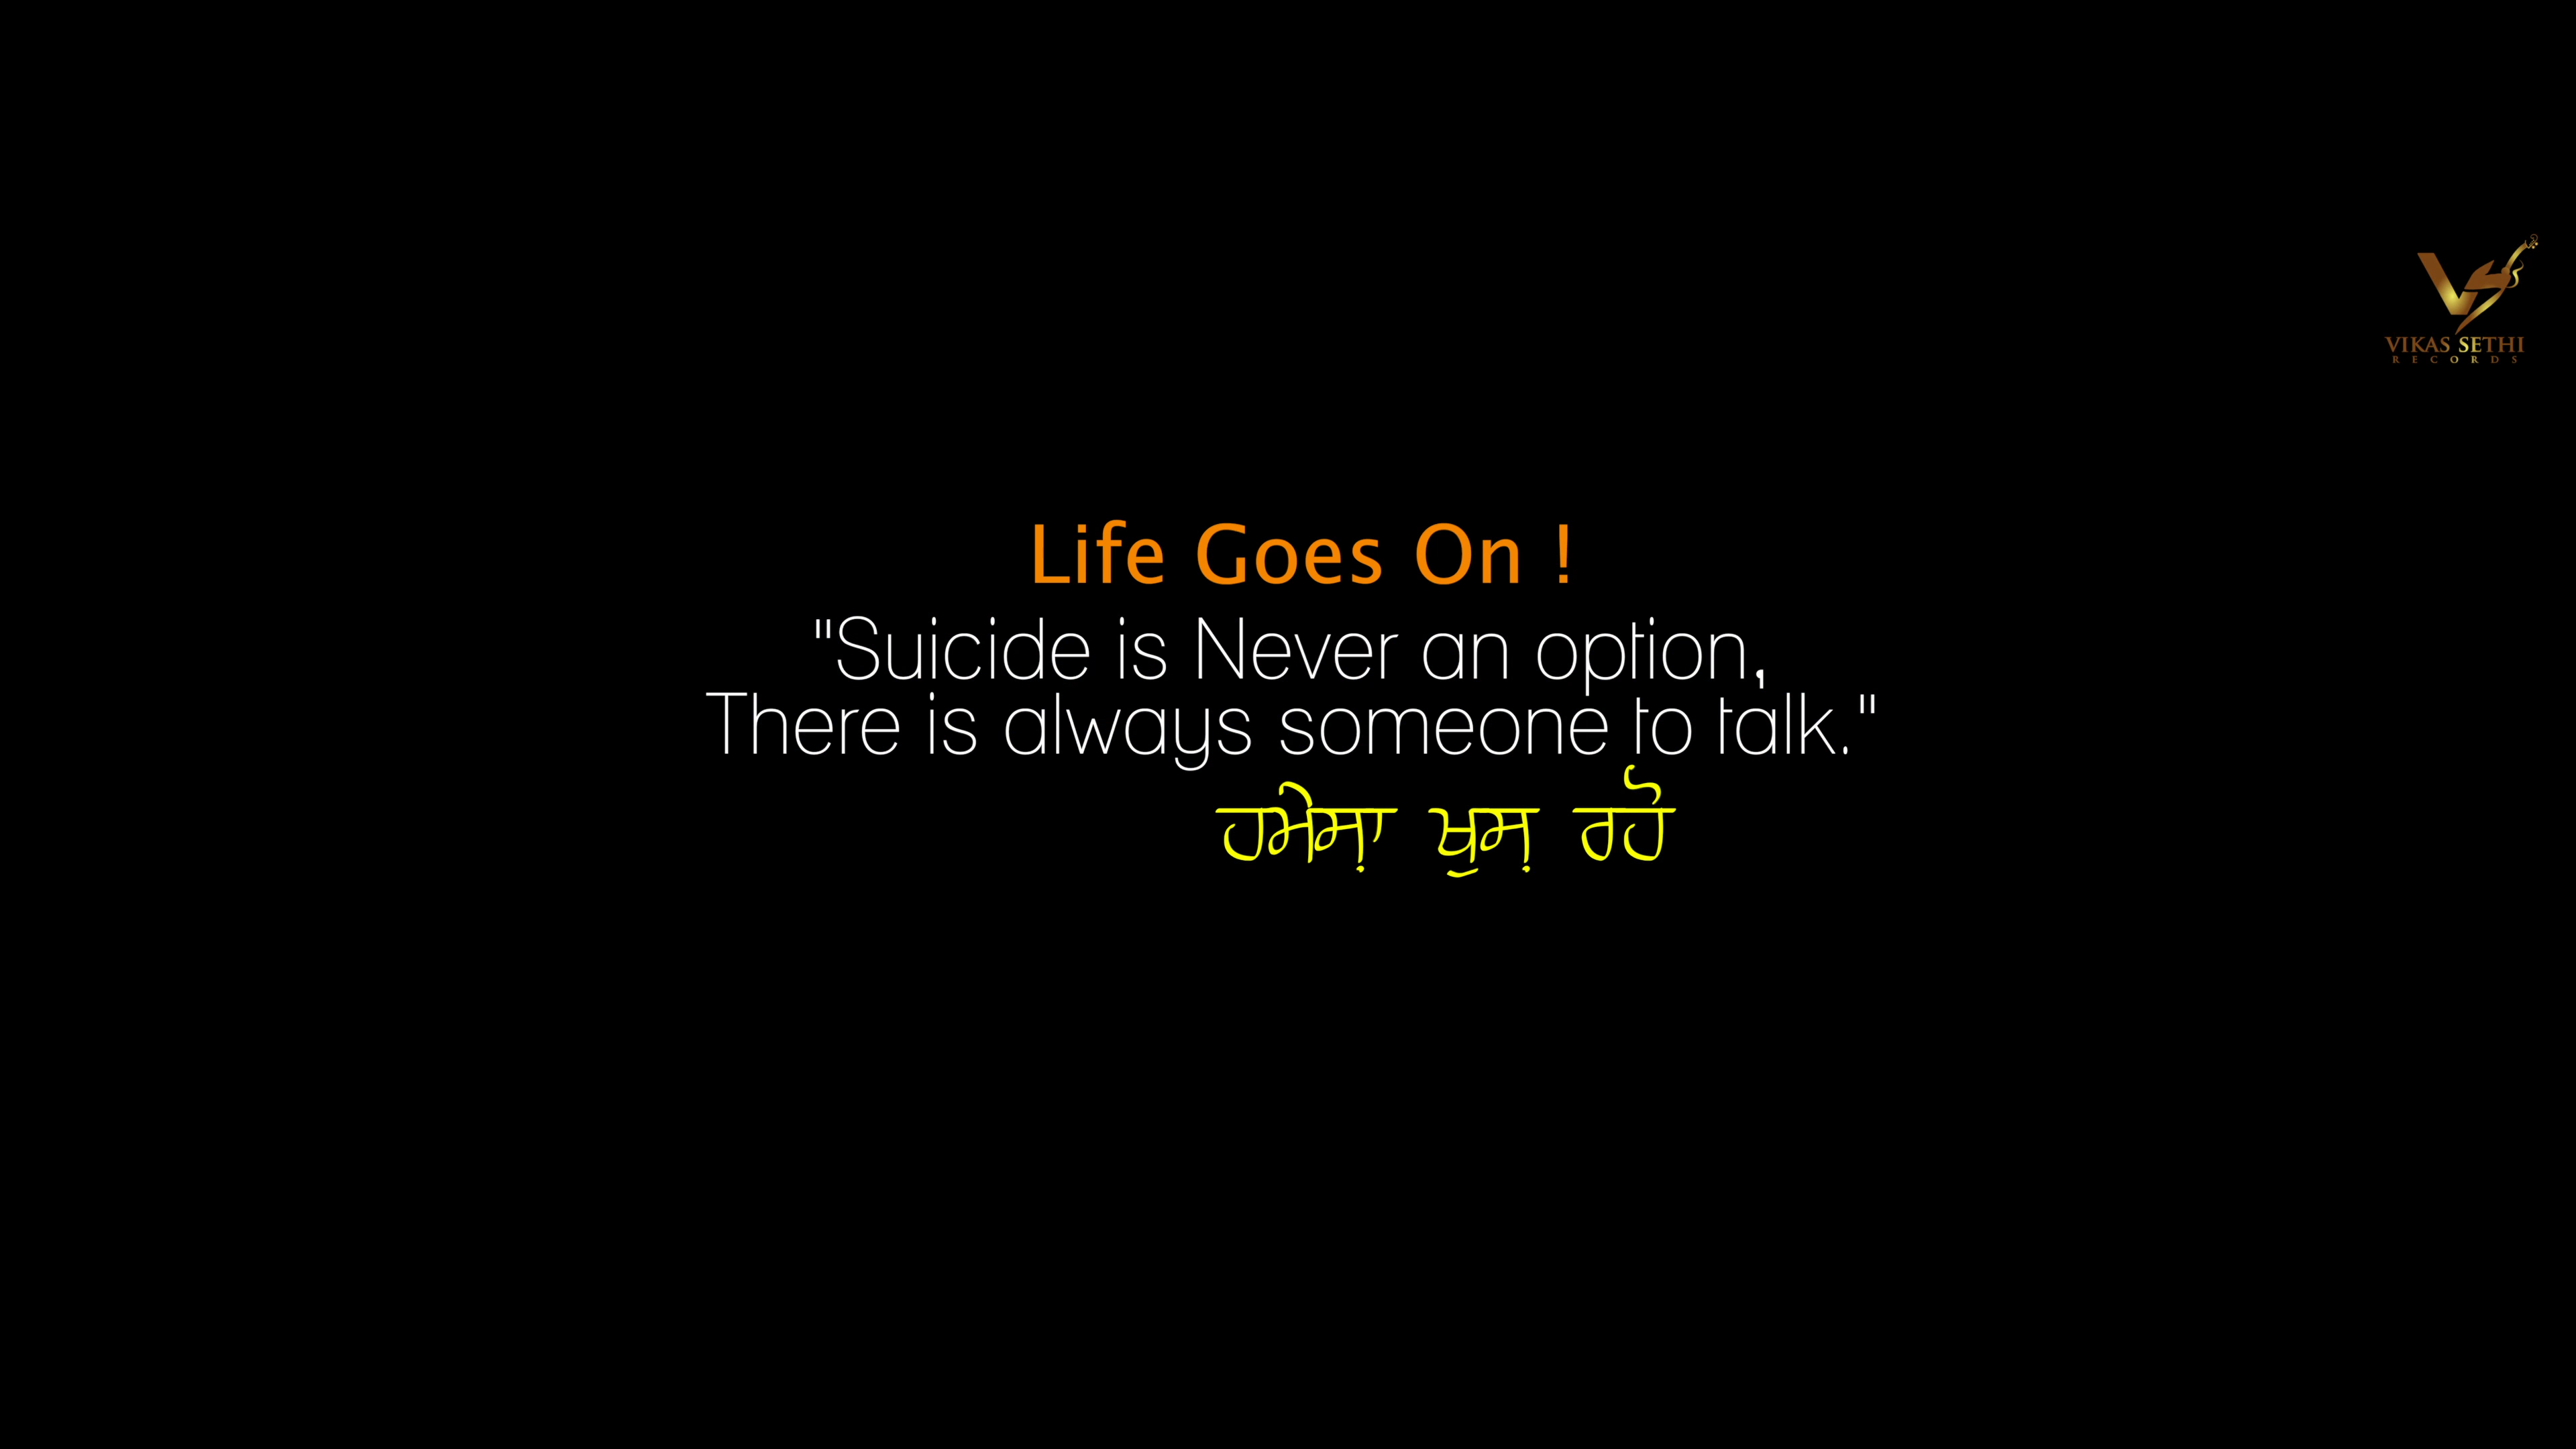 VIKAS SETHI
RECORDS
Life Goes On !
"Suicide is Never an option,
There is always someone to talk."
ਹਮੇਸ਼ਾ ਖੁਸ਼ ਰਹੋ